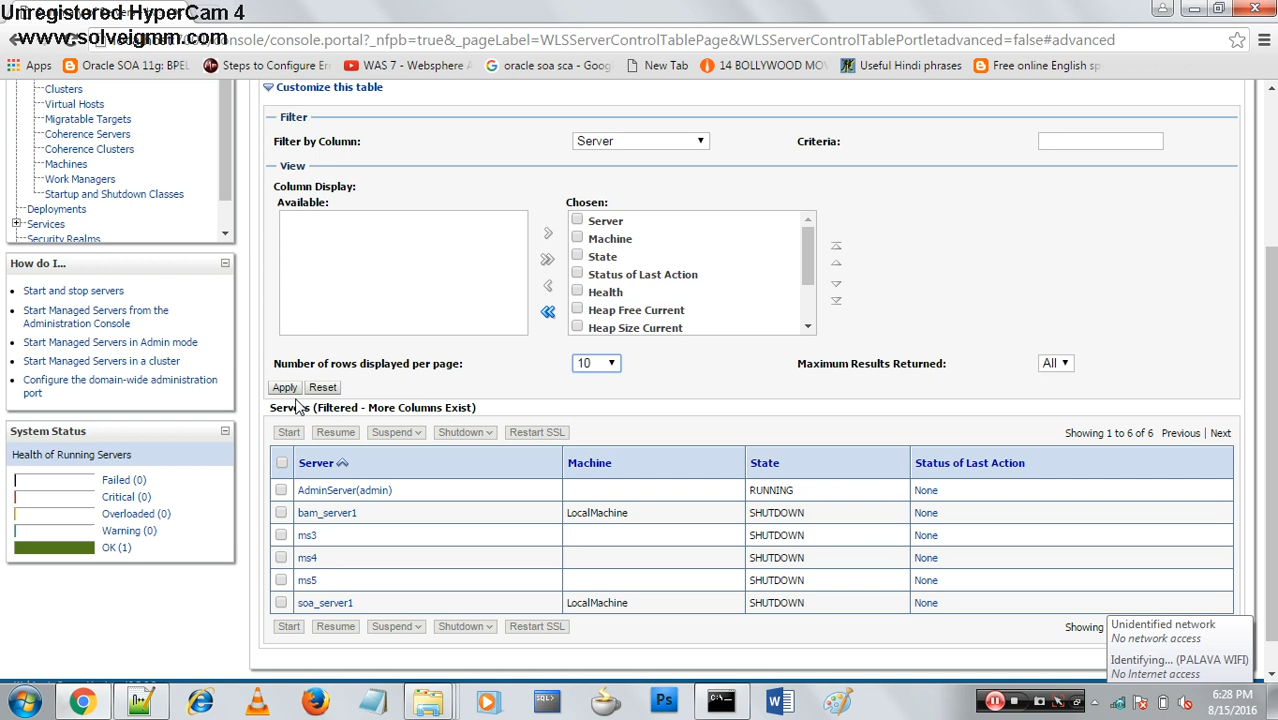 Unregistered HyperCam 4
www.solveigmm.com
/console/console.portal?_nfpb=true&_pageLabel=WLSServerControlTablePage&WLSServerControlTablePortletadvanced=false#advanced
Apps Oracle SOA 11g: BPEL Steps to Configure En WAS 7 - Websphere A oracle soa sca - Goog New Tab 14 BOLLYWOOD MOV Useful Hindi phrases Free online English sp
Clusters
Virtual Hosts
Migratable Targets
Coherence Servers
Coherence Clusters
Machines
Work Managers
Startup and Shutdown Classes
Deployments
Services
Security Realms
How do I...
Start and stop servers
Start Managed Servers from the
Administration Console
Start Managed Servers in Admin mode
Start Managed Servers in a cluster
Configure the domain-wide administration
port
System Status
Health of Running Servers
Failed (0)
Critical (0)
Overloaded (0)
Warning (0)
OK (1)
Customize this table
Filter
Filter by Column: Server Criteria:
View
Column Display:
Available: Chosen:
Server
Machine
State
Status of Last Action
Health
Heap Free Current
Heap Size Current
Number of rows displayed per page: 10 Maximum Results Returned: All
Apply Reset
Servers (Filtered - More Columns Exist)
Start Resume Suspend Shutdown Restart SSL Showing 1 to 6 of 6 Previous | Next
Server Machine State Status of Last Action
AdminServer(admin) RUNNING None
bam_server1 LocalMachine SHUTDOWN None
ms3 SHUTDOWN None
ms4 SHUTDOWN None
ms5 SHUTDOWN None
soa_server1 LocalMachine SHUTDOWN None
Start Resume Suspend Shutdown Restart SSL Showing
Unidentified network
No network access
Identifying... (PALAVA WIFI)
No Internet access
6:28 PM
8/15/2016